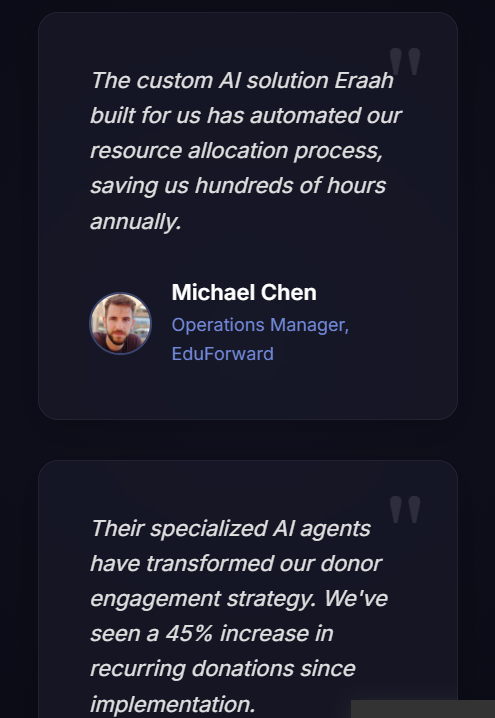 "
The custom AI solution Eraah
built for us has automated our
resource allocation process,
saving us hundreds of hours
annually.
Michael Chen
Operations Manager,
EduForward
"
Their specialized AI agents
have transformed our donor
engagement strategy. We've
seen a 45% increase in
recurring donations since
implementation.